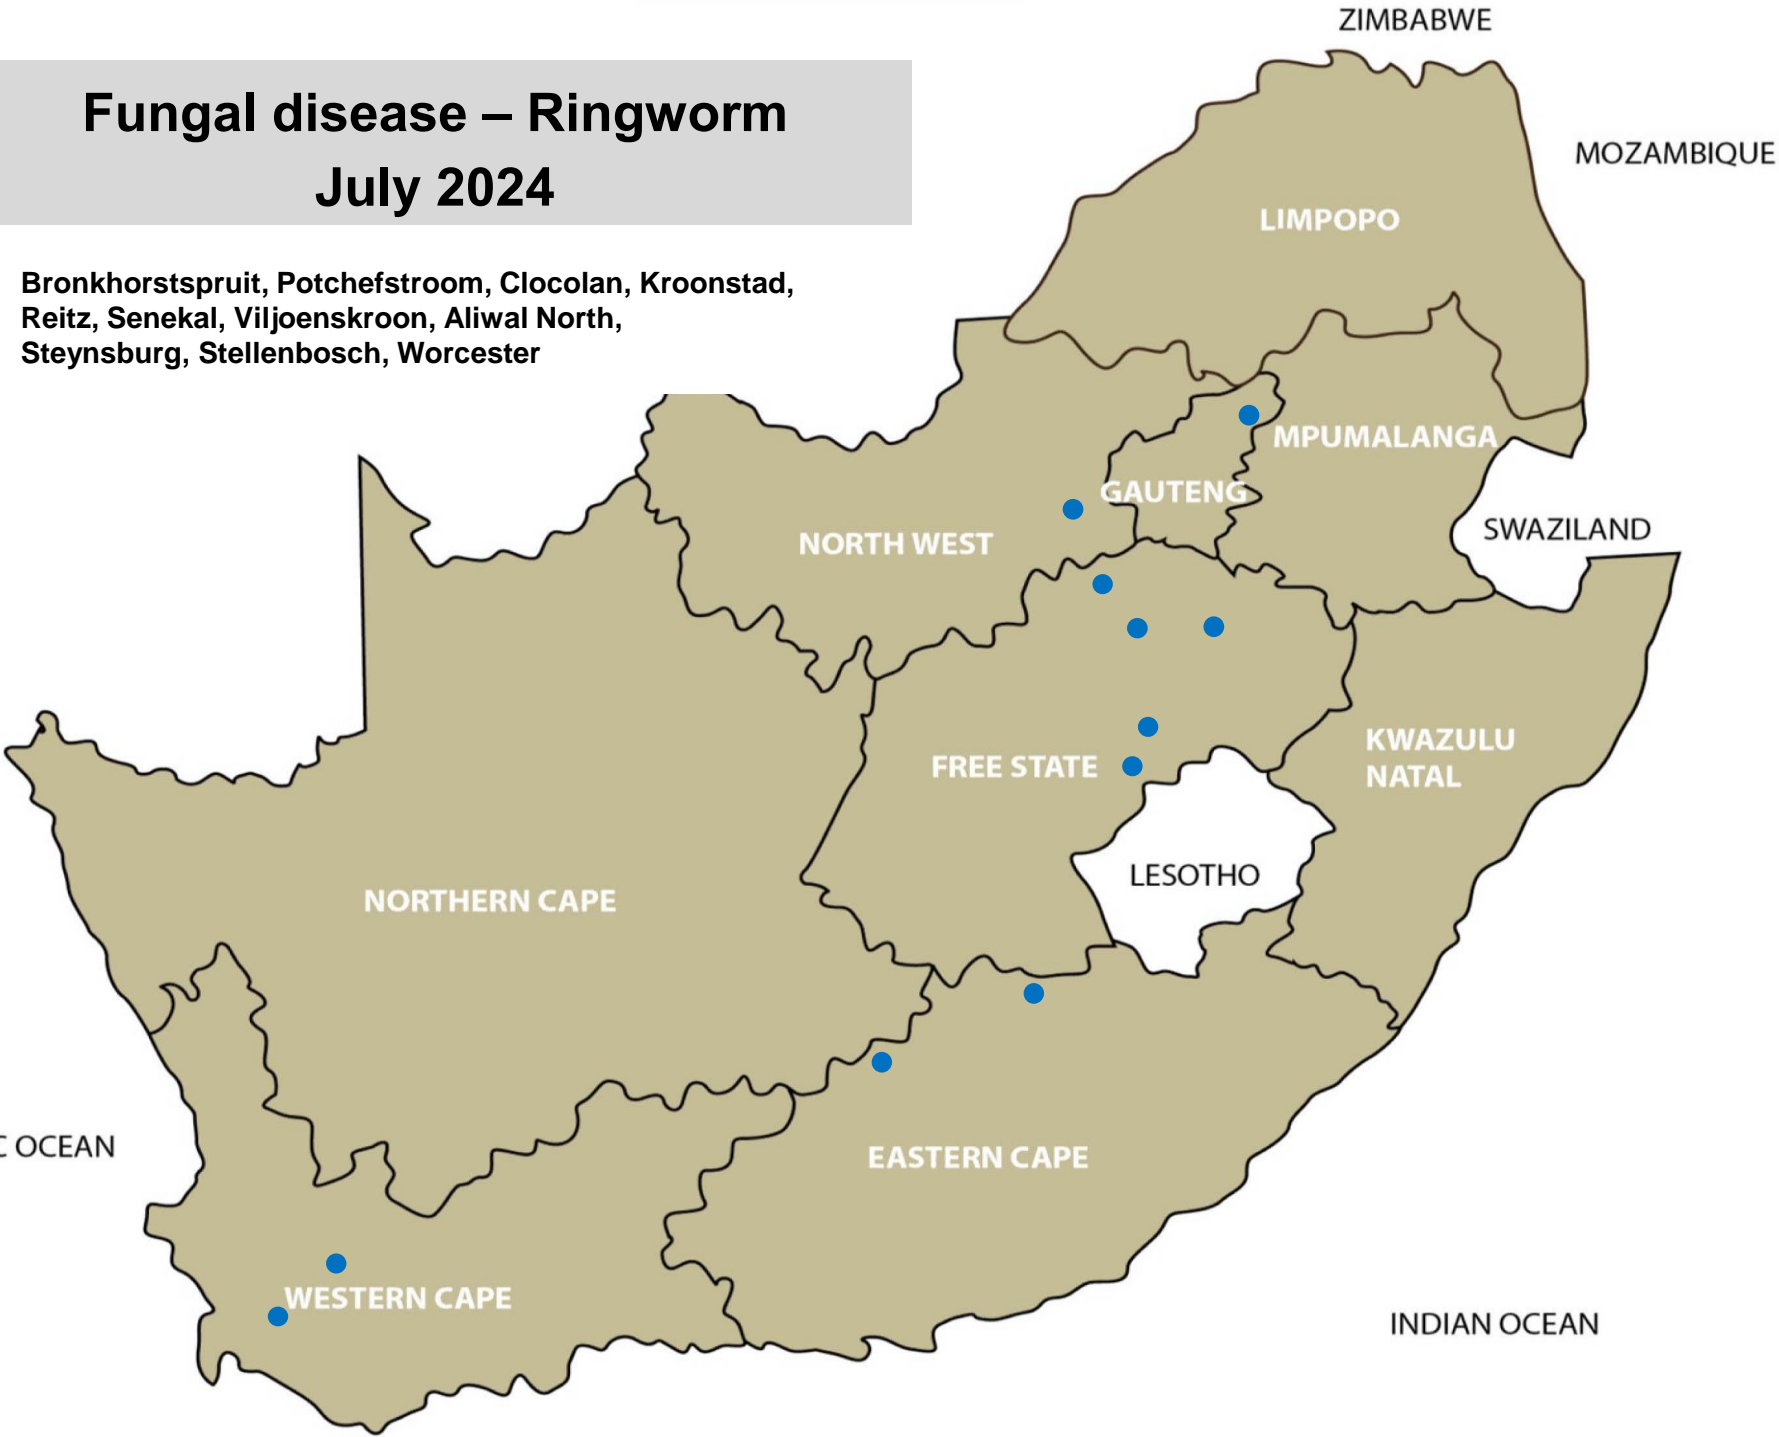 ZIMBABWE
Fungal disease – Ringworm
July 2024
MOZAMBIQUE
LIMPOPO
Bronkhorstspruit, Potchefstroom, Clocolan, Kroonstad,
Reitz, Senekal, Viljoenskroon, Aliwal North,
Steynsburg, Stellenbosch, Worcester
MPUMALANGA
GAUTENG
SWAZILAND
NORTH WEST
KWAZULU
NATAL
FREE STATE
LESOTHO
NORTHERN CAPE
C OCEAN
EASTERN CAPE
WESTERN CAPE
INDIAN OCEAN